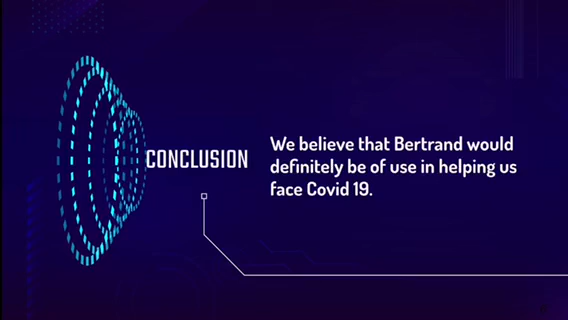 CONCLUSION
We believe that Bertrand would
definitely be of use in helping us
face Covid 19.